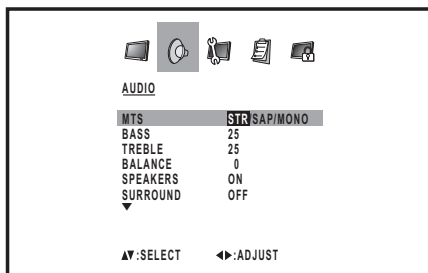 AUDIO
MTS STR SAP/MONO
BASS 25
TREBLE 25
BALANCE 0
SPEAKERS ON
SURROUND OFF
▼
▲▼:SELECT ◀▶:ADJUST